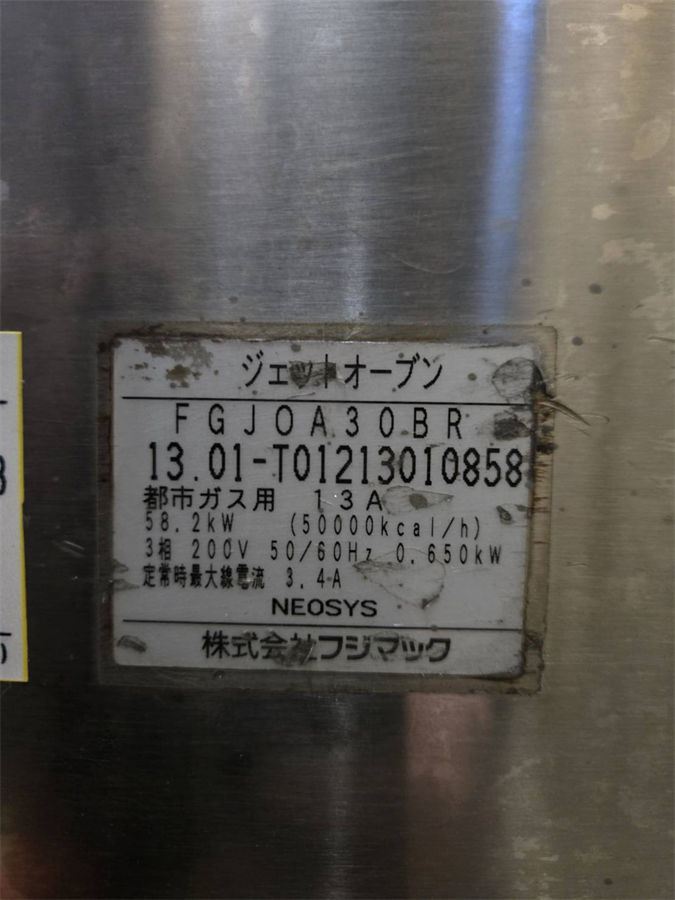 ジェットオーブン
FGJOA30BR
13.01-T01213010858
都市ガス用 13A
58.2kW (50000kcal/h)
3相 200V 50/60Hz 0.650kW
定常時最大線電流 3.4A
NEOSYS
株式会社フジマック